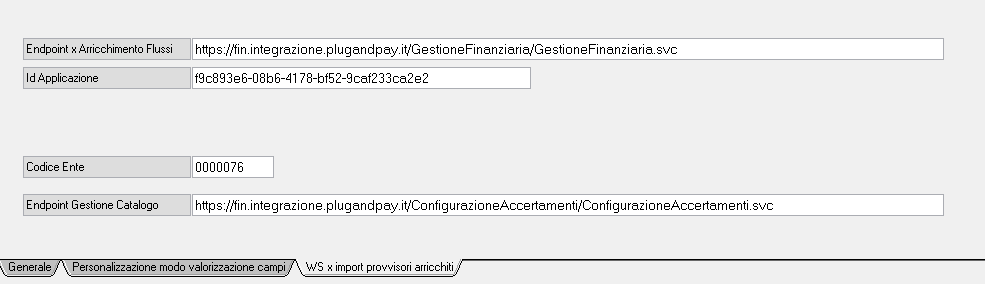 Endpoint x Arricchimento Flussi https://fin.integrazione.plugandpay.it/GestioneFinanziaria/GestioneFinanziaria.svc
Id Applicazione f9c893e6-08b6-4178-bf52-9caf233ca2e2
Codice Ente 0000076
Endpoint Gestione Catalogo https://fin.integrazione.plugandpay.it/ConfigurazioneAccertamenti/ConfigurazioneAccertamenti.svc
Generale Personalizzazione modo valorizzazione campi WS x import provvisori arricchiti